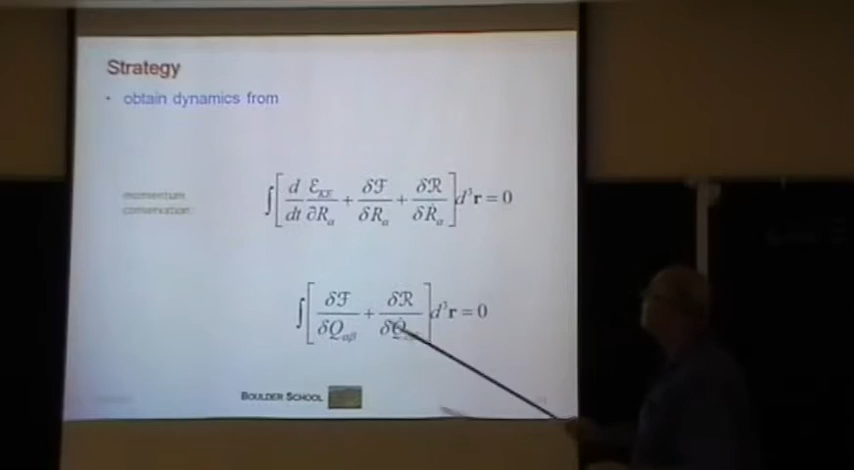 Strategy
• obtain dynamics from
momentum
conservation
∫[d/dt ℰ_KE/∂R_α + δℱ/δR_α + δℛ/δṘ_α]d³r = 0
∫[δℱ/δQ_αβ + δℛ/δQ̇_αβ]d³r = 0
BOULDER SCHOOL